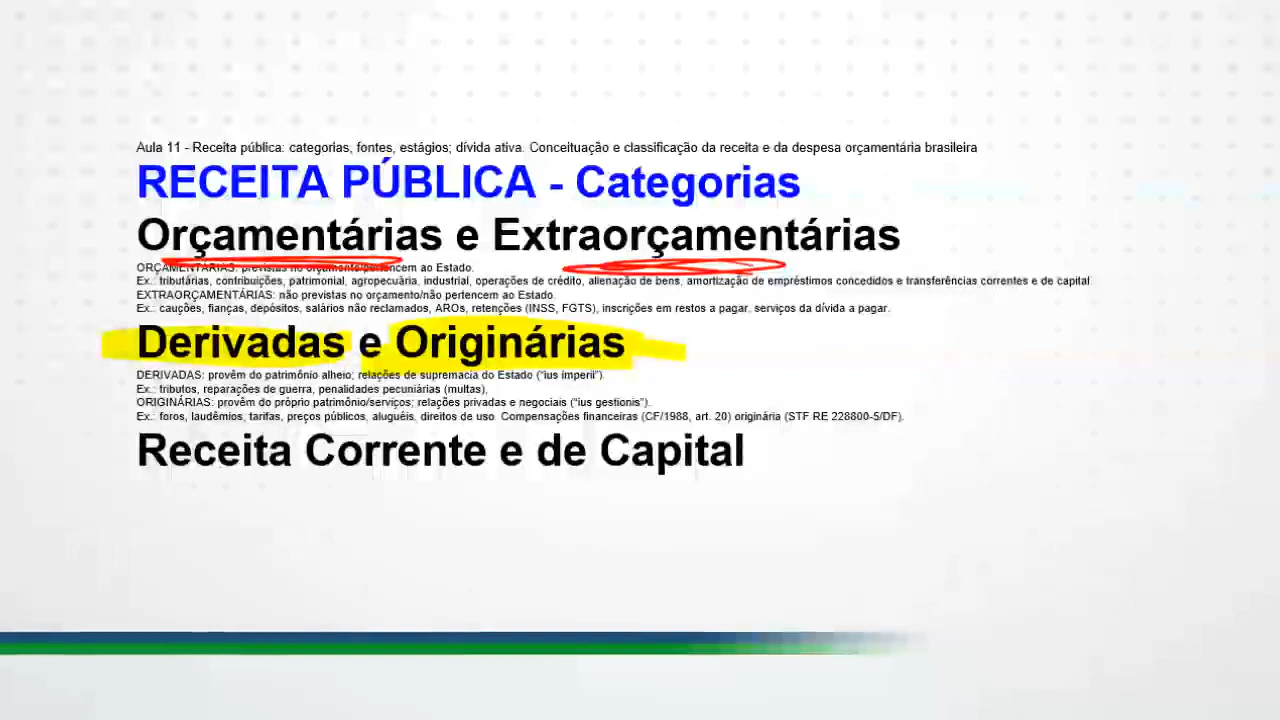 Aula 11 - Receita pública: categorias, fontes, estágios; dívida ativa. Conceituação e classificação da receita e da despesa orçamentária brasileira
RECEITA PÚBLICA - Categorias
Orçamentárias e Extraorçamentárias
ORÇAMENTÁRIAS: previstas no orçamento/pertencem ao Estado.
Ex.: tributárias, contribuições, patrimonial, agropecuária, industrial, operações de crédito, alienação de bens, amortização de empréstimos concedidos e transferências correntes e de capital
EXTRAORÇAMENTÁRIAS: não previstas no orçamento/não pertencem ao Estado.
Ex.: cauções, fianças, depósitos, salários não reclamados, AROs, retenções (INSS, FGTS), inscrições em restos a pagar, serviços da dívida a pagar.
Derivadas e Originárias
DERIVADAS: provêm do patrimônio alheio; relações de supremacia do Estado ("ius imperii").
Ex.: tributos, reparações de guerra, penalidades pecuniárias (multas),
ORIGINÁRIAS: provêm do próprio patrimônio/serviços; relações privadas e negociais ("ius gestionis").
Ex.: foros, laudêmios, tarifas, preços públicos, aluguéis, direitos de uso. Compensações financeiras (CF/1988, art. 20) originária (STF RE 228800-5/DF).
Receita Corrente e de Capital